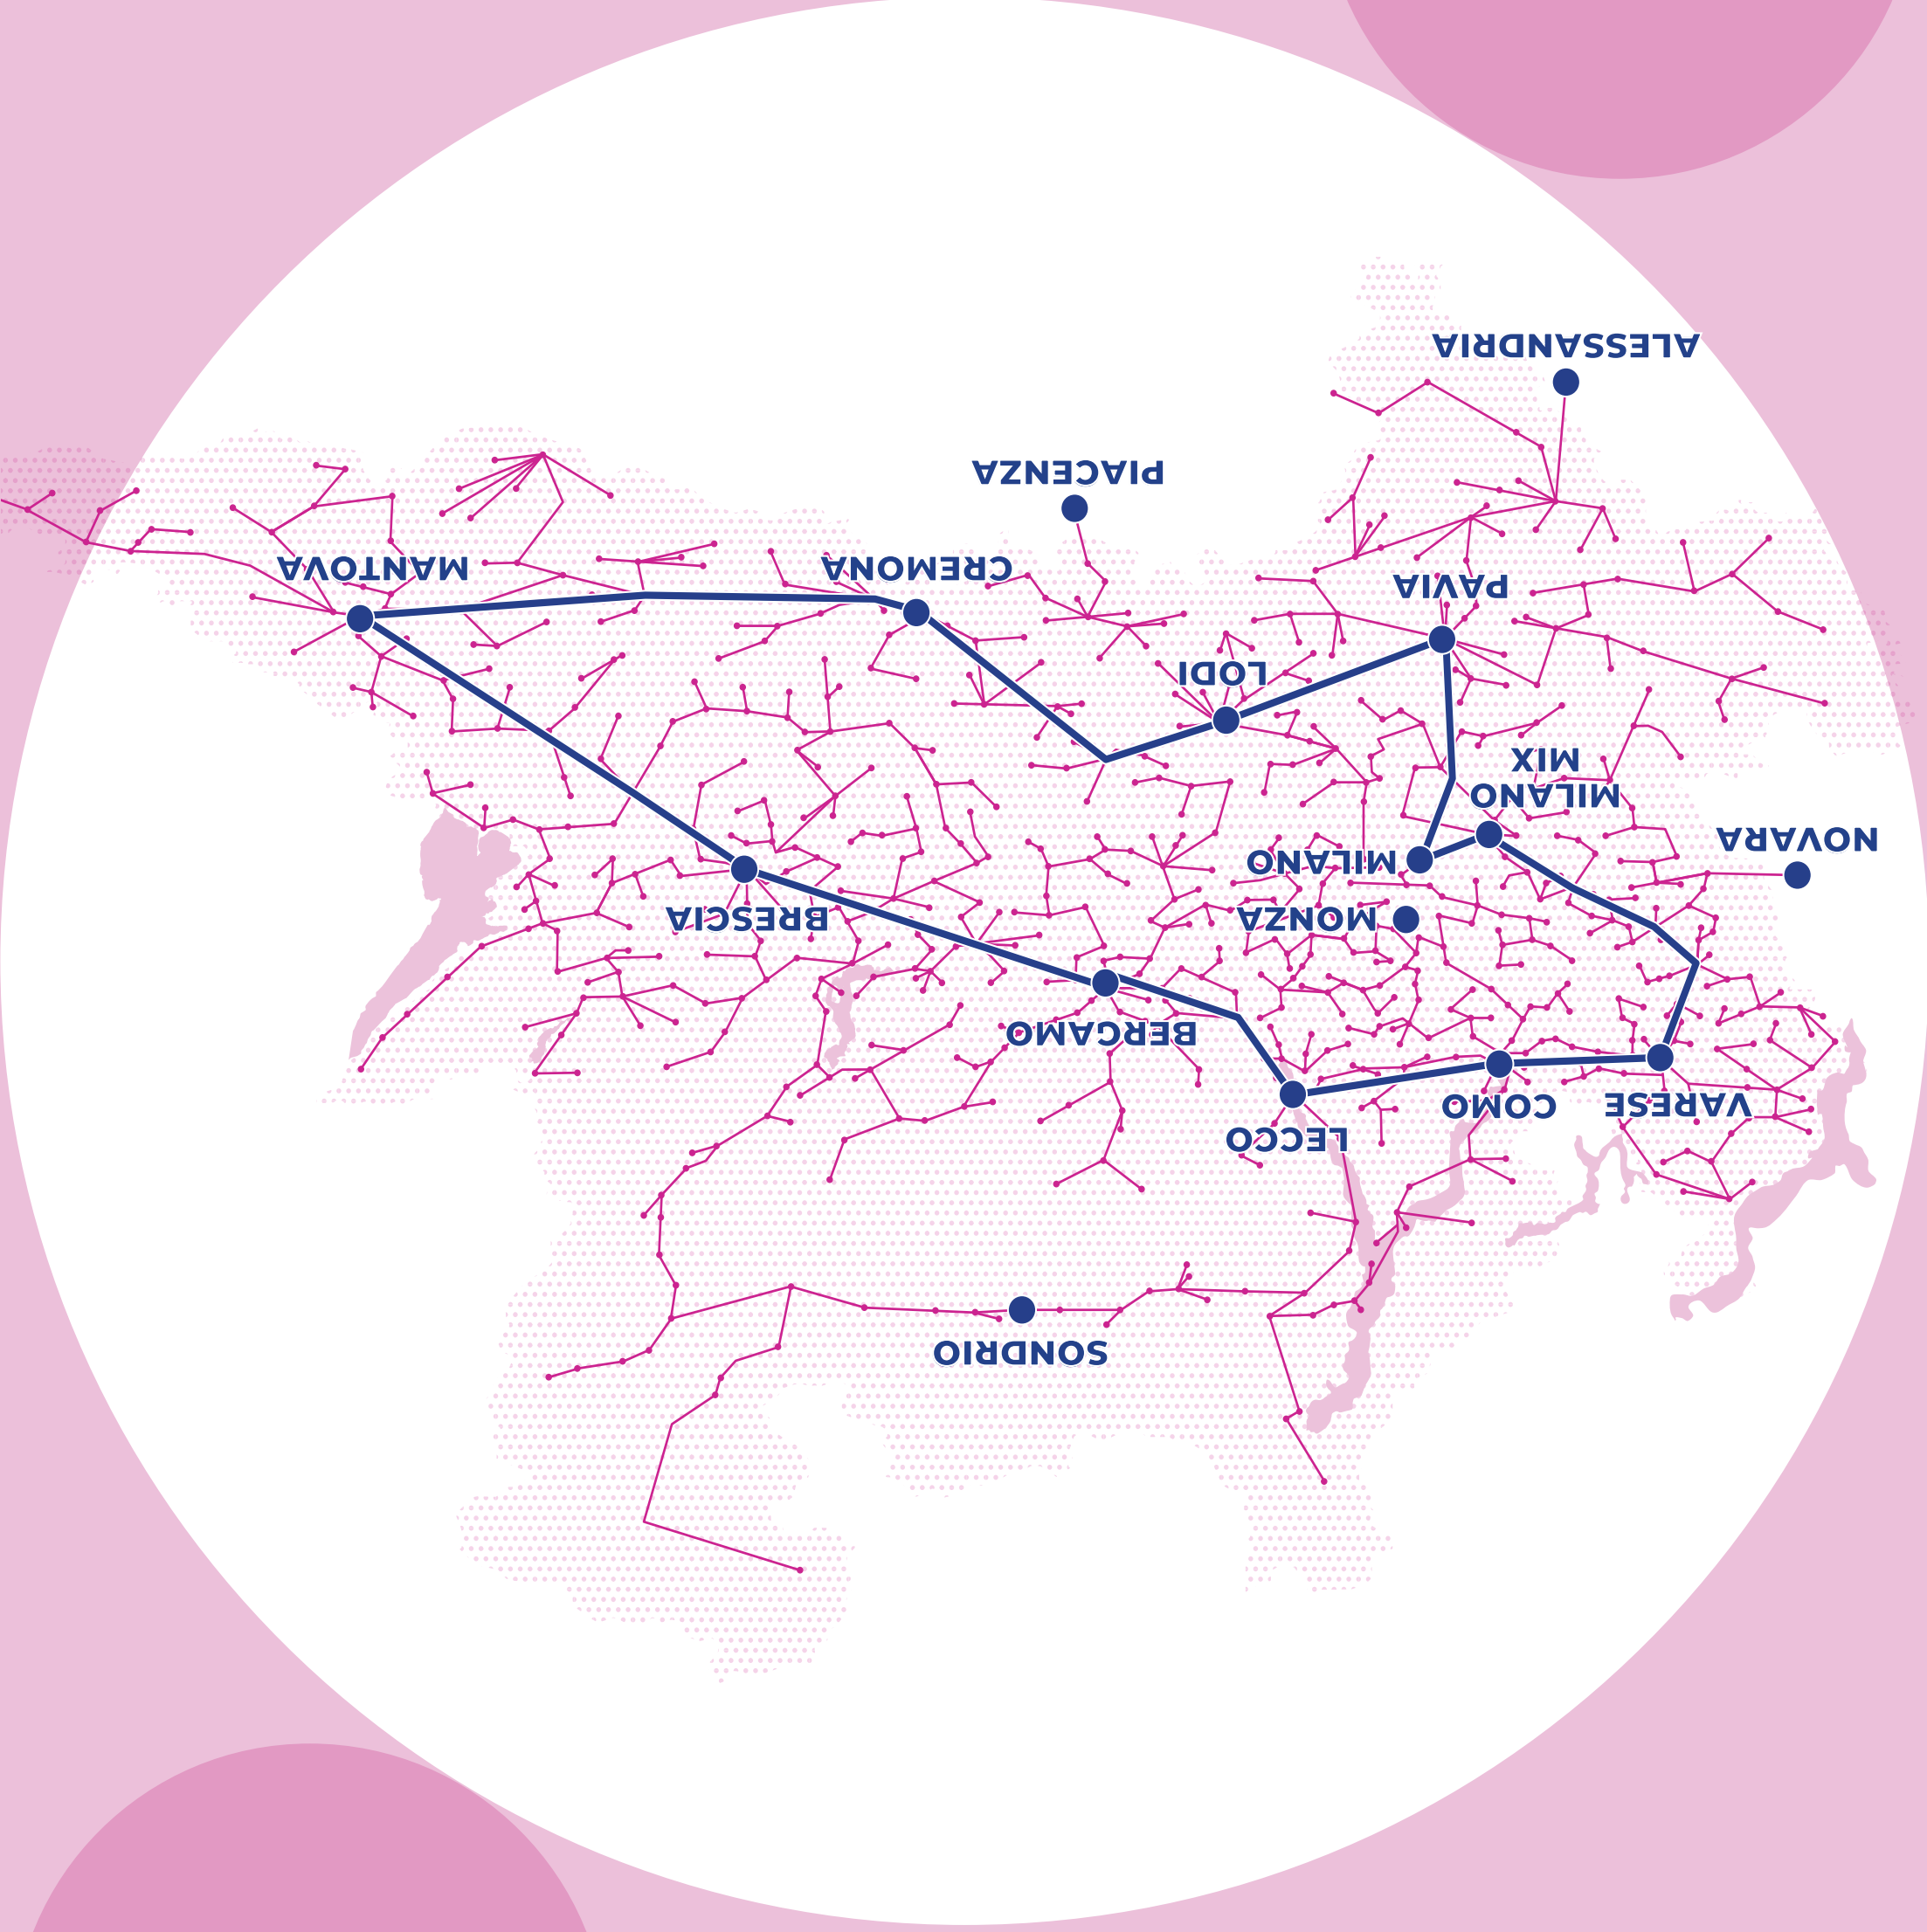 SONDRIO
LECCO
COMO
VARESE
BERGAMO
BRESCIA
MONZA
MILANO
NOVARA
MILANO
MIX
LODI
PAVIA
CREMONA
MANTOVA
PIACENZA
ALESSANDRIA